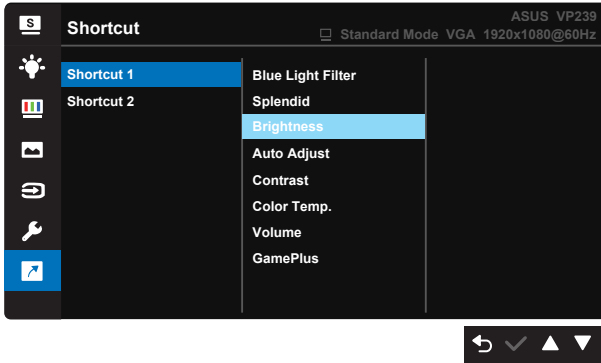 S
Shortcut
ASUS VP239
Standard Mode VGA 1920x1080@60Hz
Shortcut 1
Shortcut 2
Blue Light Filter
Splendid
Brightness
Auto Adjust
Contrast
Color Temp.
Volume
GamePlus